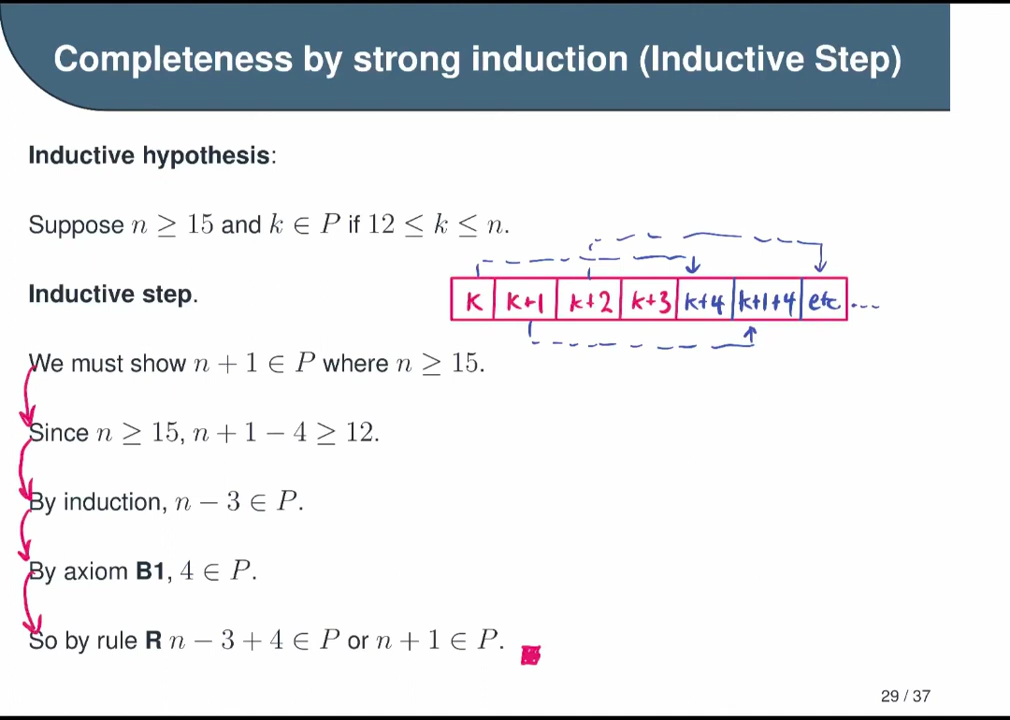 Completeness by strong induction (Inductive Step)
Inductive hypothesis:
Suppose n ≥ 15 and k ∈ P if 12 ≤ k ≤ n.
Inductive step.
K k+1 k+2 k+3 k+4 k+1+4 etc ...
We must show n + 1 ∈ P where n ≥ 15.
Since n ≥ 15, n + 1 − 4 ≥ 12.
By induction, n − 3 ∈ P.
By axiom B1, 4 ∈ P.
So by rule R n − 3 + 4 ∈ P or n + 1 ∈ P.
29 / 37